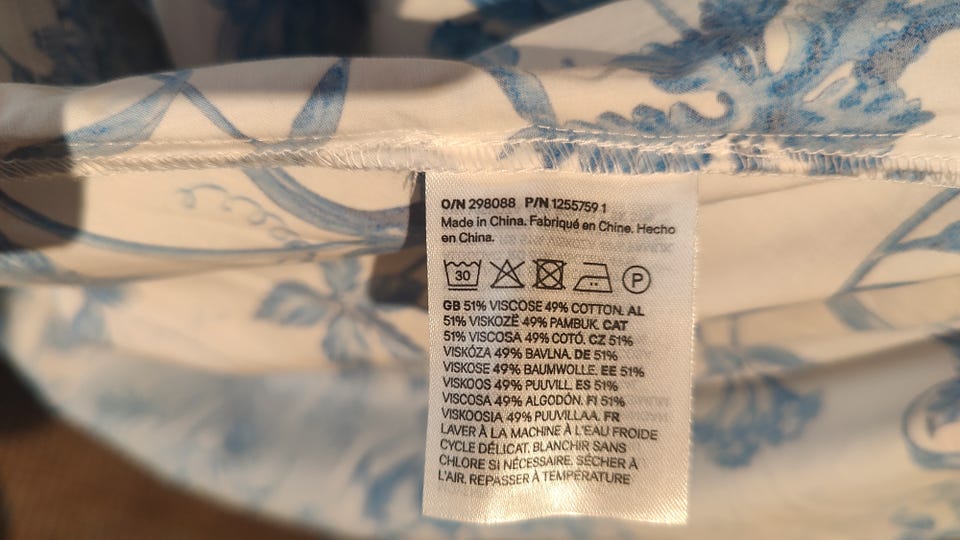 O/N 298088 P/N 1255759 1
Made in China. Fabriqué en Chine. Hecho
en China.
30 P
GB 51% VISCOSE 49% COTTON. AL
51% VISKOZË 49% PAMBUK. CAT
51% VISCOSA 49% COTÓ. CZ 51%
VISKÓZA 49% BAVLNA. DE 51%
VISKOSE 49% BAUMWOLLE. EE 51%
VISKOOS 49% PUUVILL. ES 51%
VISCOSA 49% ALGODÓN. FI 51%
VISKOOSIA 49% PUUVILLAA. FR
LAVER À LA MACHINE À L'EAU FROIDE
CYCLE DÉLICAT. BLANCHIR SANS
CHLORE SI NÉCESSAIRE. SÉCHER À
L'AIR. REPASSER À TEMPÉRATURE